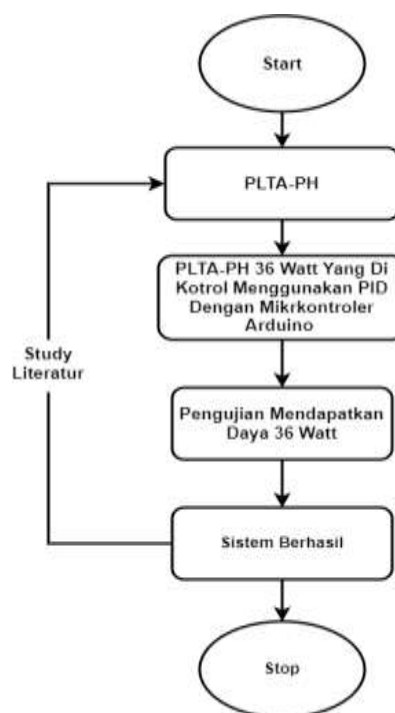 Start
PLTA-PH
PLTA-PH 36 Watt Yang Di
Kotrol Menggunakan PID
Dengan Mikrkontroler
Arduino
Study
Literatur
Pengujian Mendapatkan
Daya 36 Watt
Sistem Berhasil
Stop